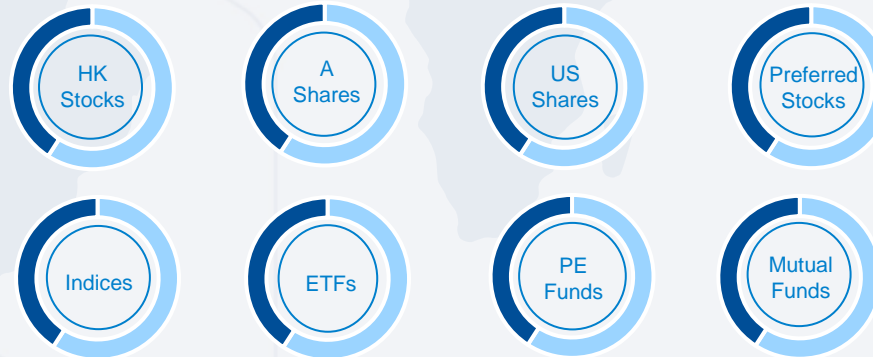 HK
Stocks
A
Shares
US
Shares
Preferred
Stocks
Indices
ETFs
PE
Funds
Mutual
Funds